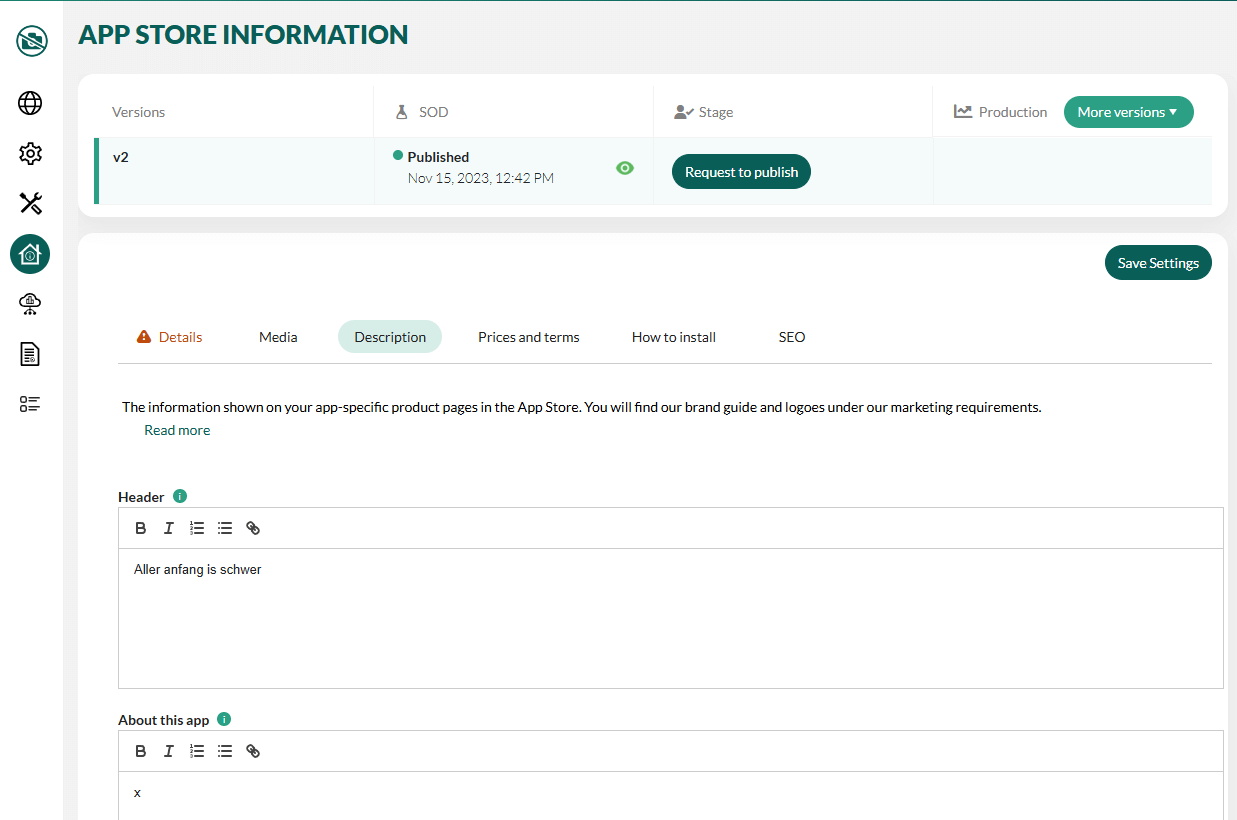 APP STORE INFORMATION
Versions
SOD
Stage
Production
More versions
v2
Published
Nov 15, 2023, 12:42 PM
Request to publish
Save Settings
Details
Media
Description
Prices and terms
How to install
SEO
The information shown on your app-specific product pages in the App Store. You will find our brand guide and logoes under our marketing requirements.
Read more
Header
Aller anfang is schwer
About this app
x